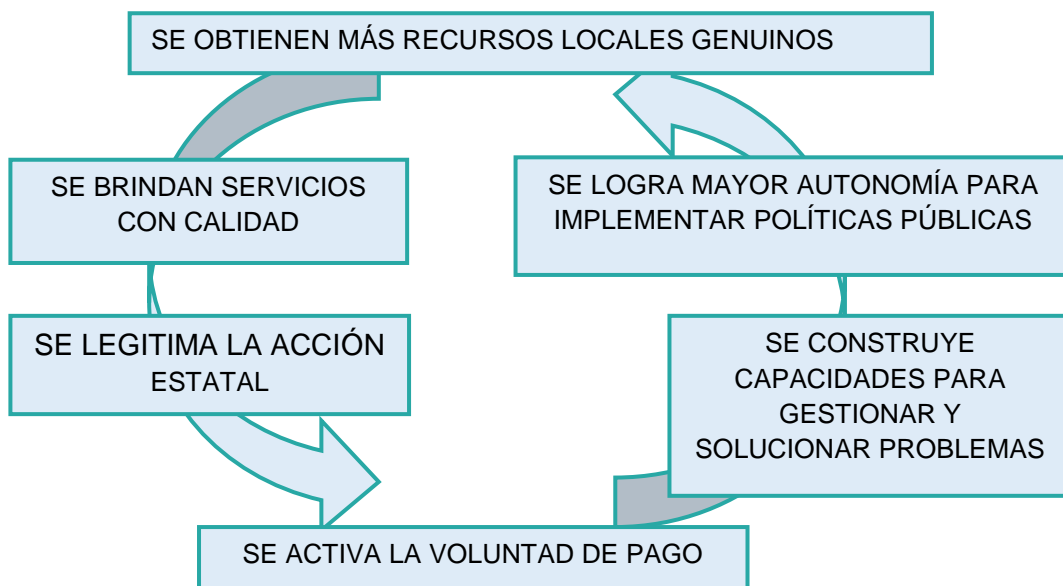 SE OBTIENEN MÁS RECURSOS LOCALES GENUINOS
SE BRINDAN SERVICIOS
CON CALIDAD
SE LEGITIMA LA ACCIÓN
ESTATAL
SE ACTIVA LA VOLUNTAD DE PAGO
SE CONSTRUYE
CAPACIDADES PARA
GESTIONAR Y
SOLUCIONAR PROBLEMAS
SE LOGRA MAYOR AUTONOMÍA PARA
IMPLEMENTAR POLÍTICAS PÚBLICAS